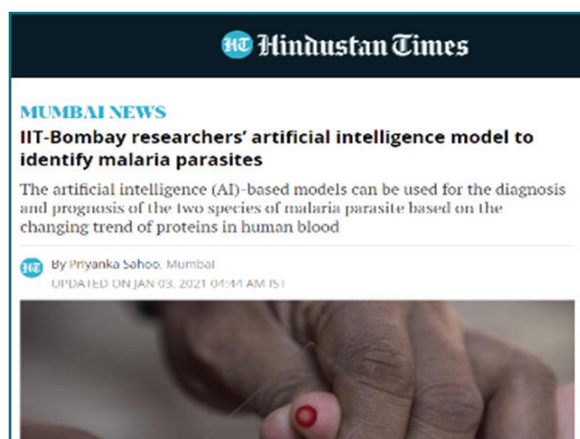 HT Hindustan Times
MUMBAI NEWS
IIT-Bombay researchers’ artificial intelligence model to
identify malaria parasites
The artificial intelligence (AI)-based models can be used for the diagnosis
and prognosis of the two species of malaria parasite based on the
changing trend of proteins in human blood
HT By Priyanka Sahoo, Mumbai
UPDATED ON JAN 03, 2021 04:44 AM IST